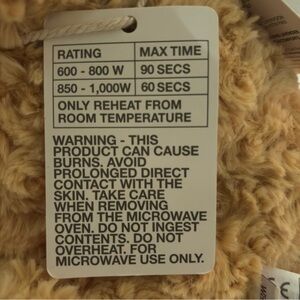 RATING MAX TIME
600 - 800 W 90 SECS
850 - 1,000W 60 SECS
ONLY REHEAT FROM
ROOM TEMPERATURE
WARNING - THIS
PRODUCT CAN CAUSE
BURNS. AVOID
PROLONGED DIRECT
CONTACT WITH THE
SKIN. TAKE CARE
WHEN REMOVING
FROM THE MICROWAVE
OVEN. DO NOT INGEST
CONTENTS. DO NOT
OVERHEAT. FOR
MICROWAVE USE ONLY.